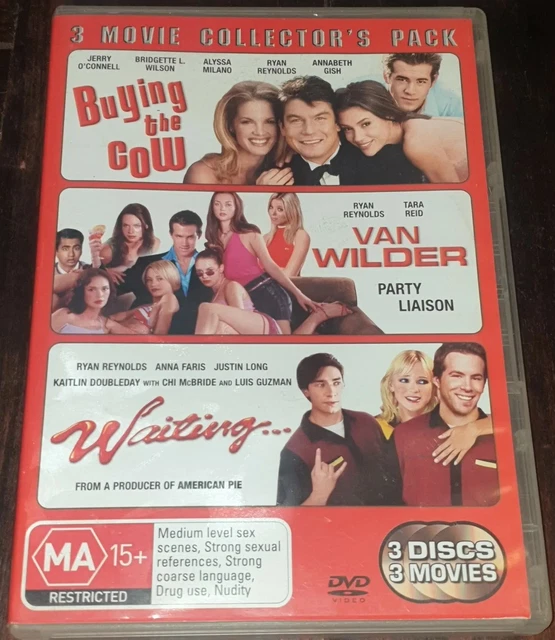 3 MOVIE COLLECTOR'S PACK
JERRY O'CONNELL
BRIDGETTE L. WILSON
ALYSSA MILANO
RYAN REYNOLDS
ANNABETH GISH
Buying
the
COW
RYAN REYNOLDS
TARA REID
VAN
WILDER
PARTY
LIAISON
RYAN REYNOLDS ANNA FARIS JUSTIN LONG
KAITLIN DOUBLEDAY WITH CHI McBRIDE AND LUIS GUZMAN
Waiting...
FROM A PRODUCER OF AMERICAN PIE
MA 15+
RESTRICTED
Medium level sex
scenes, Strong sexual
references, Strong
coarse language,
Drug use, Nudity
DVD
VIDEO
3 DISCS
3 MOVIES